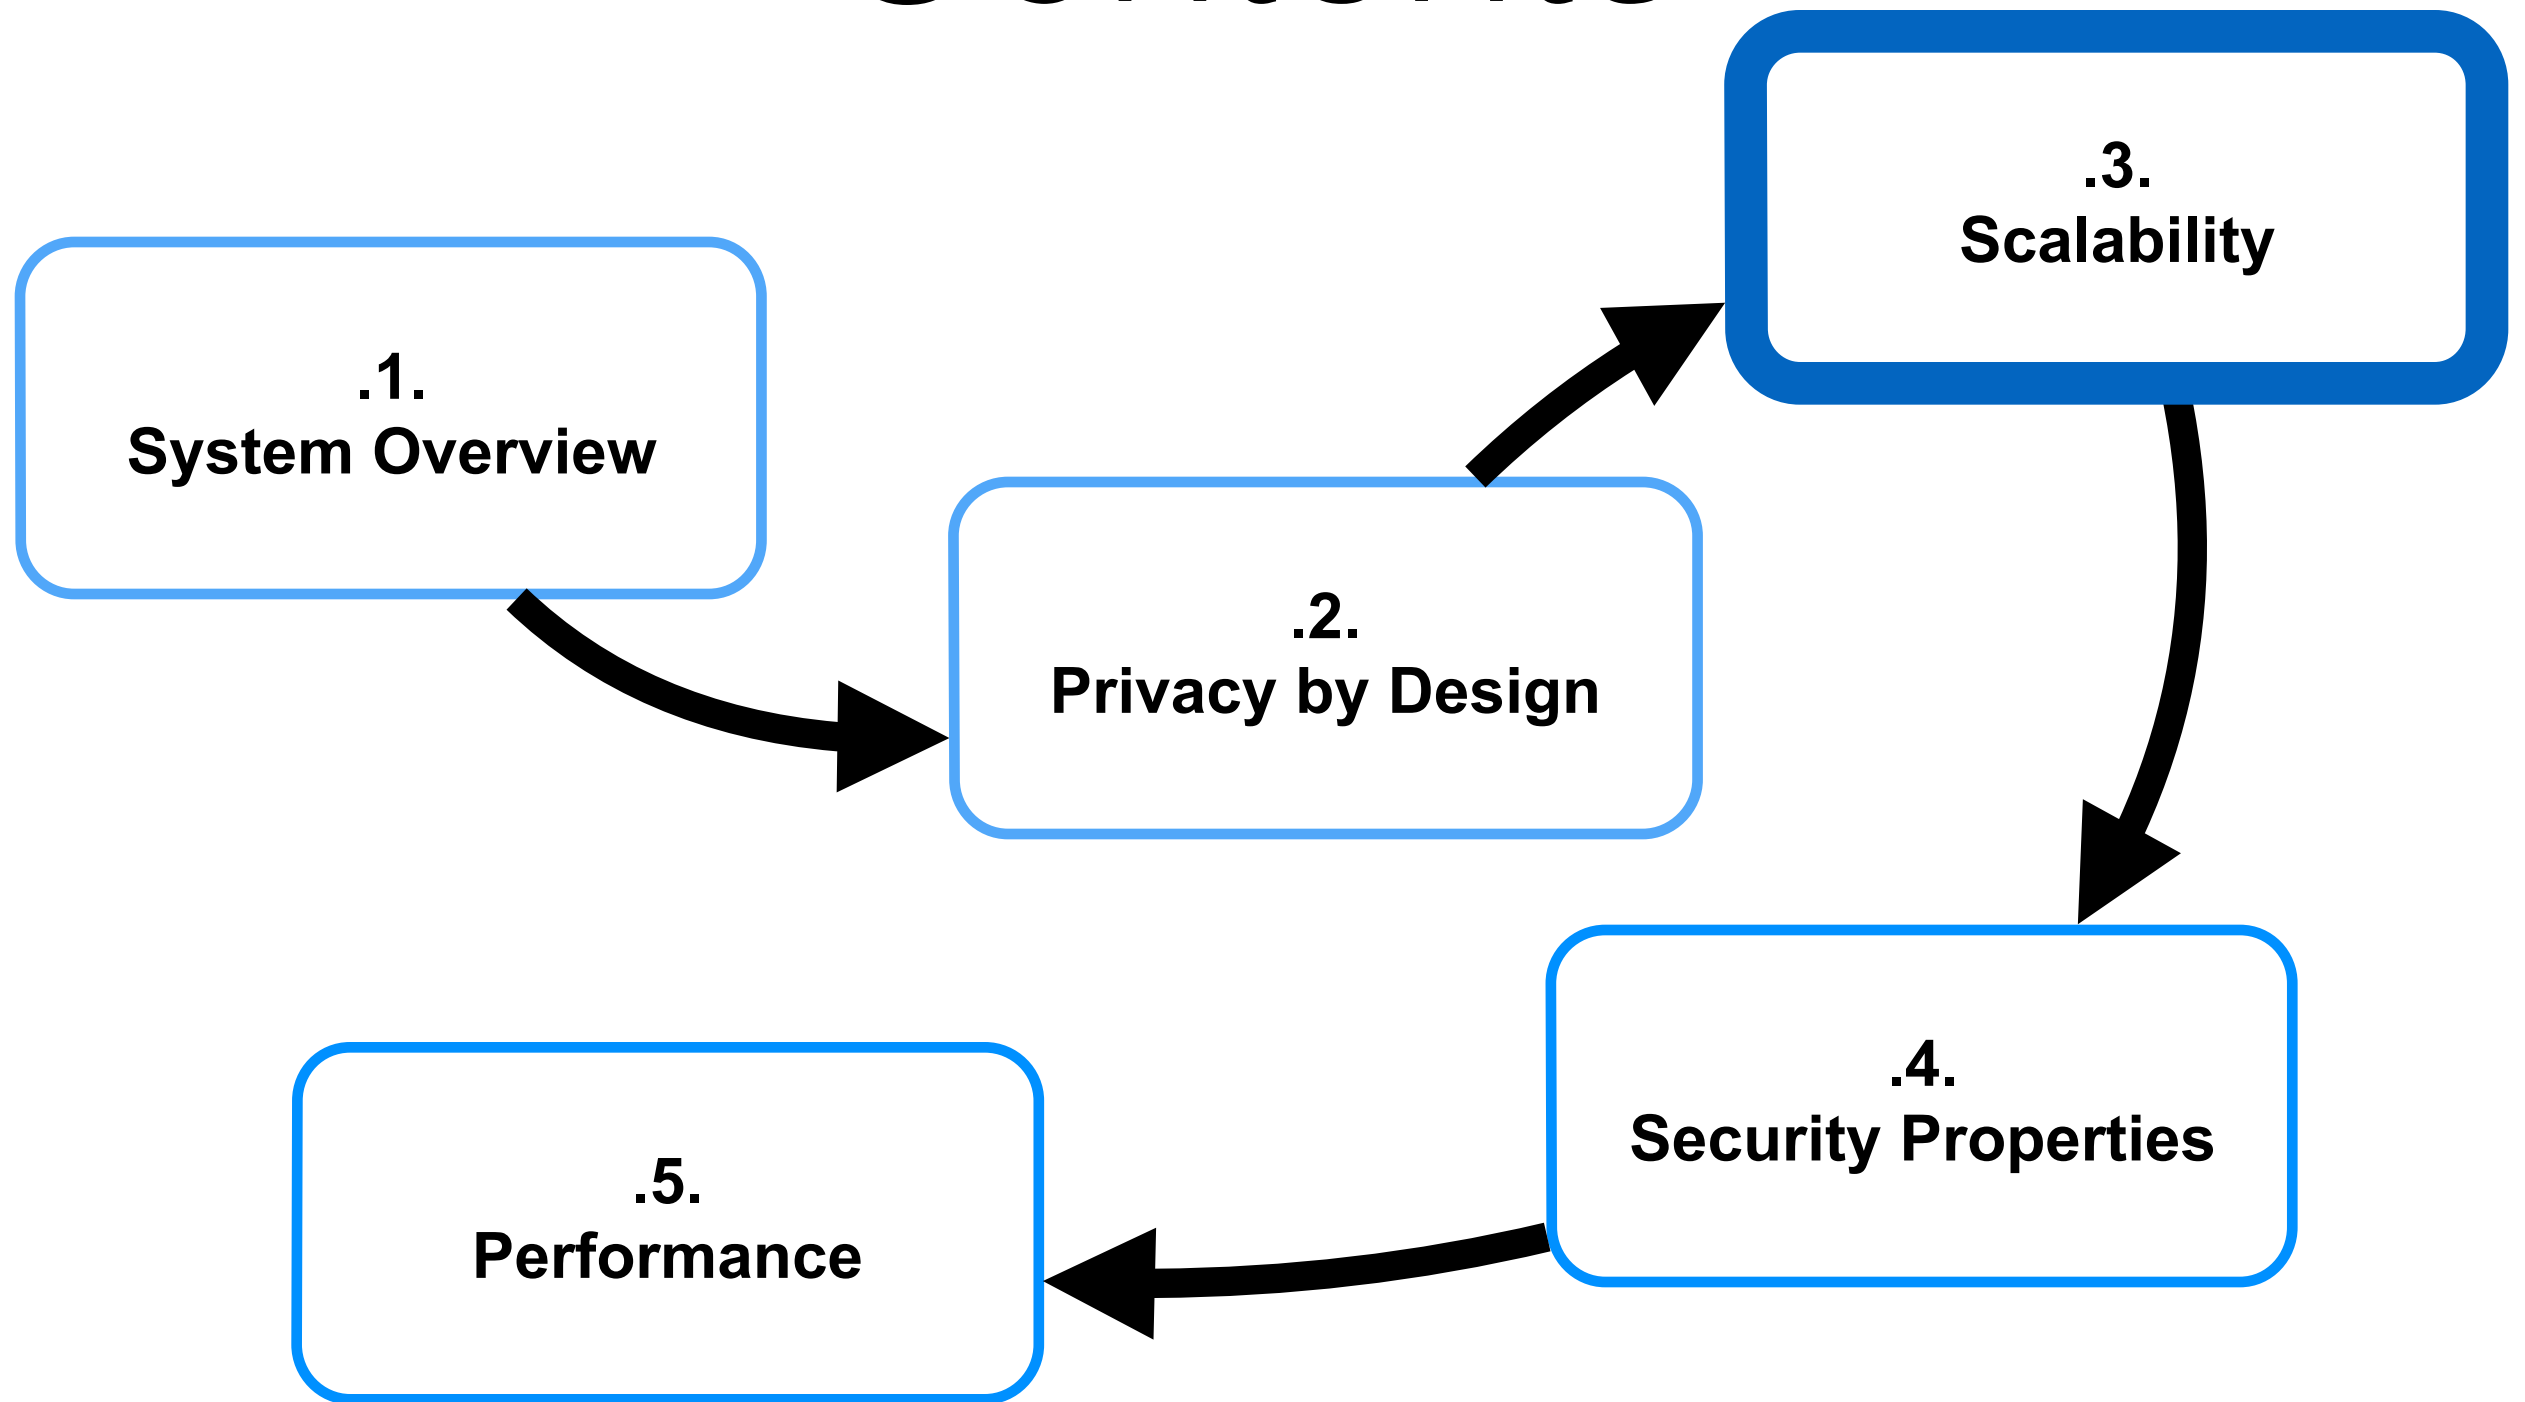 .1.
System Overview
.2.
Privacy by Design
.3.
Scalability
.4.
Security Properties
.5.
Performance